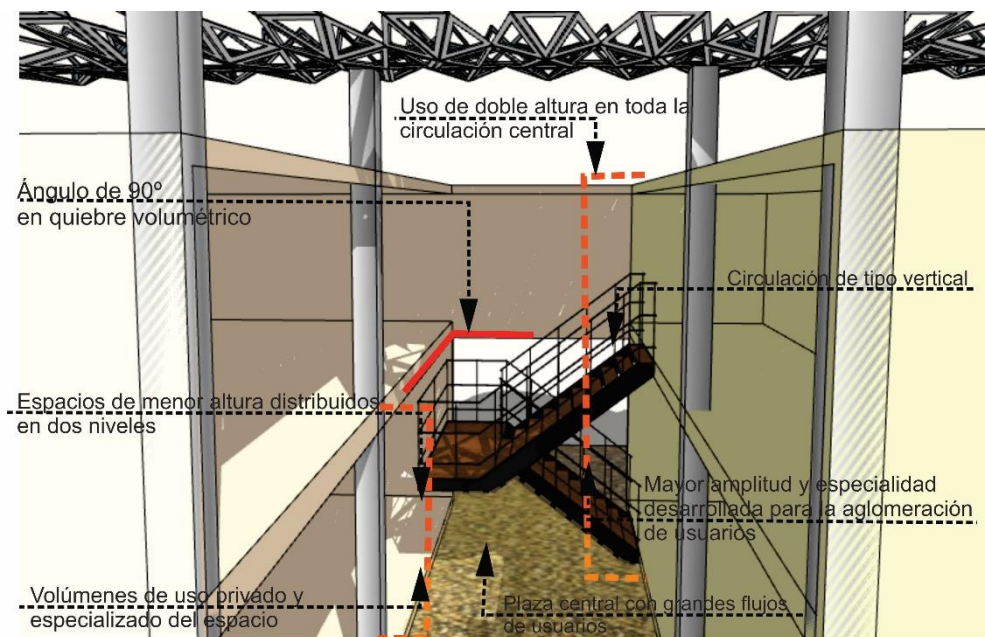 Uso de doble altura en toda la
circulación central
Ángulo de 90º
en quiebre volumétrico
Circulación de tipo vertical
Espacios de menor altura distribuidos
en dos niveles
Mayor amplitud y especialidad
desarrollada para la aglomeración
de usuarios
Volúmenes de uso privado y
especializado del espacio
Plaza central con grandes flujos
de usuarios